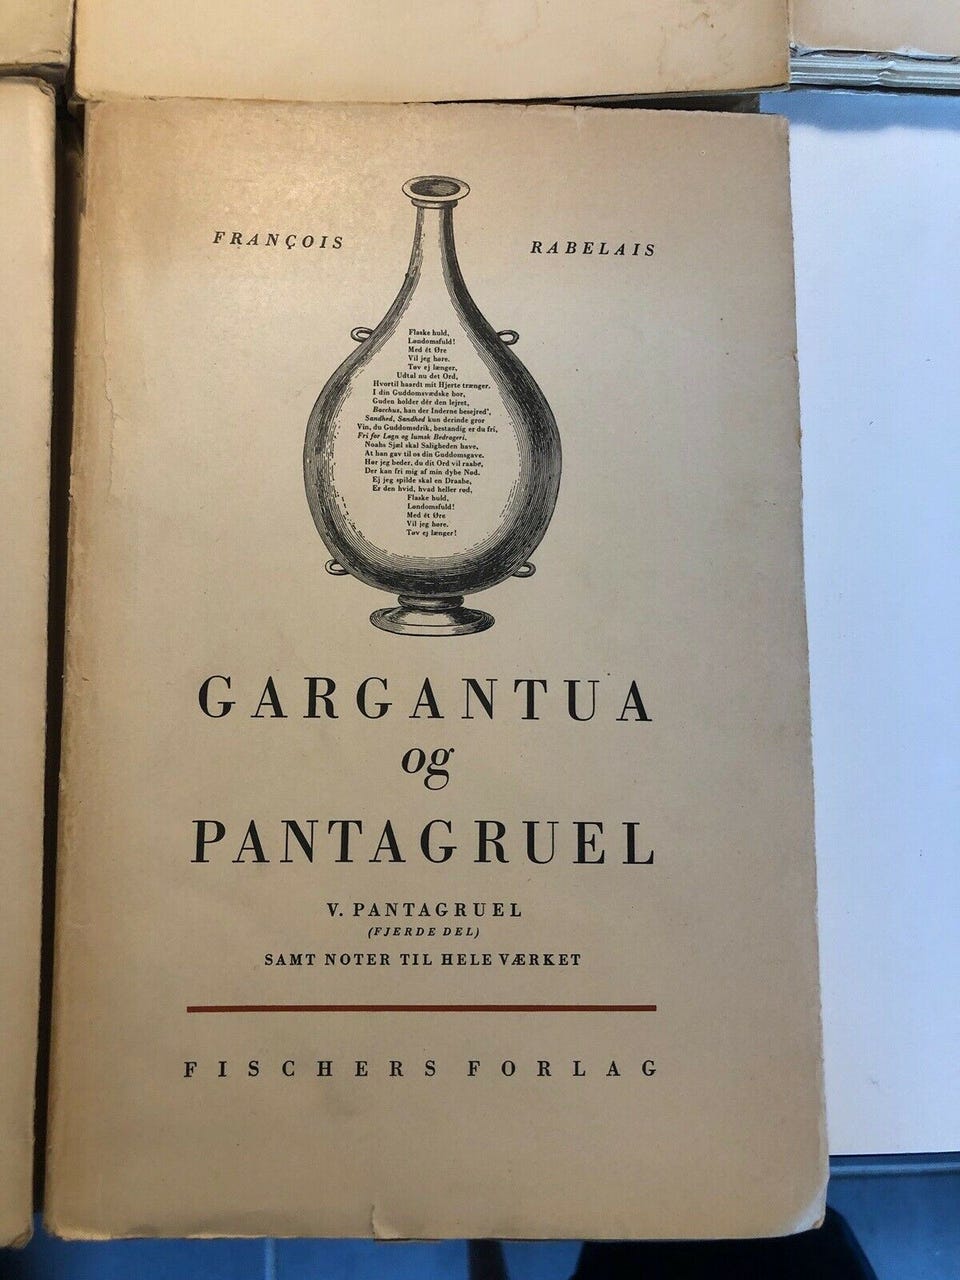 FRANÇOIS RABELAIS
Flaske huld,
Løndomsfuld!
Med ét Øre
Vil jeg høre.
Tøv ej længer,
Udtal nu det Ord,
Hvortil haardt mit Hjerte trænger.
I din Guddomsvædske bor,
Guden holder dér den lejret,
Bacchus, han der Inderne besejred',
Sandhed, Sandhed kun derinde gror
Vin, du Guddomsdrik, bestandig er du fri,
Fri for Løgn og lumsk Bedrageri.
Noahs Sjæl skal Saligheden have,
At han gav til os din Guddomsgave.
Hør jeg beder, du dit Ord vil raabe,
Der kan fri mig af min dybe Nød.
Ej jeg spilde skal en Draabe,
Er den hvid, hvad heller rød,
Flaske huld,
Løndomsfuld!
Med ét Øre
Vil jeg høre.
Tøv ej længer!
GARGANTUA
og
PANTAGRUEL
V. PANTAGRUEL
(FJERDE DEL)
SAMT NOTER TIL HELE VÆRKET
FISCHERS FORLAG